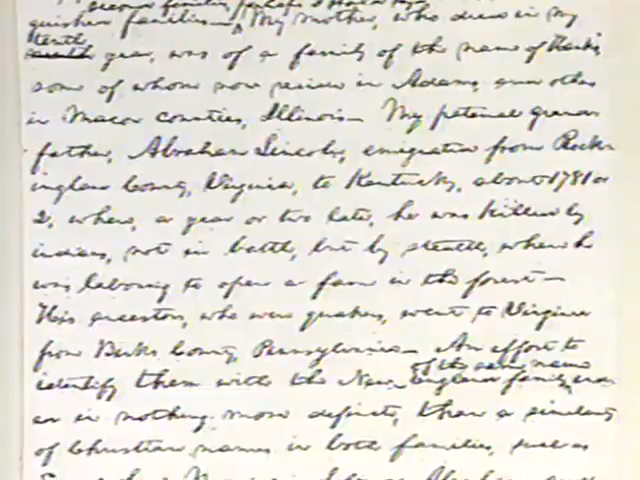 second families, perhaps I should say
guished families— My mother, who died in my
tenth
year, was of a family of the name of Hanks,
some of whom now reside in Adams, and others
in Macon counties, Illinois— My paternal grand-
father, Abraham Lincoln, emigrated from Rock-
ingham County, Virginia, to Kentucky, about 1781 or
2, where, a year or two later, he was killed by
indians, not in battle, but by stealth, when he
was laboring to open a farm in the forest—
His ancestors, who were quakers, went to Virginia
from Berks County, Pennsylvania— An effort to
of the same name
identify them with the New-England family ended
in nothing more definite, than a similarity
of Christian names in both families, such as